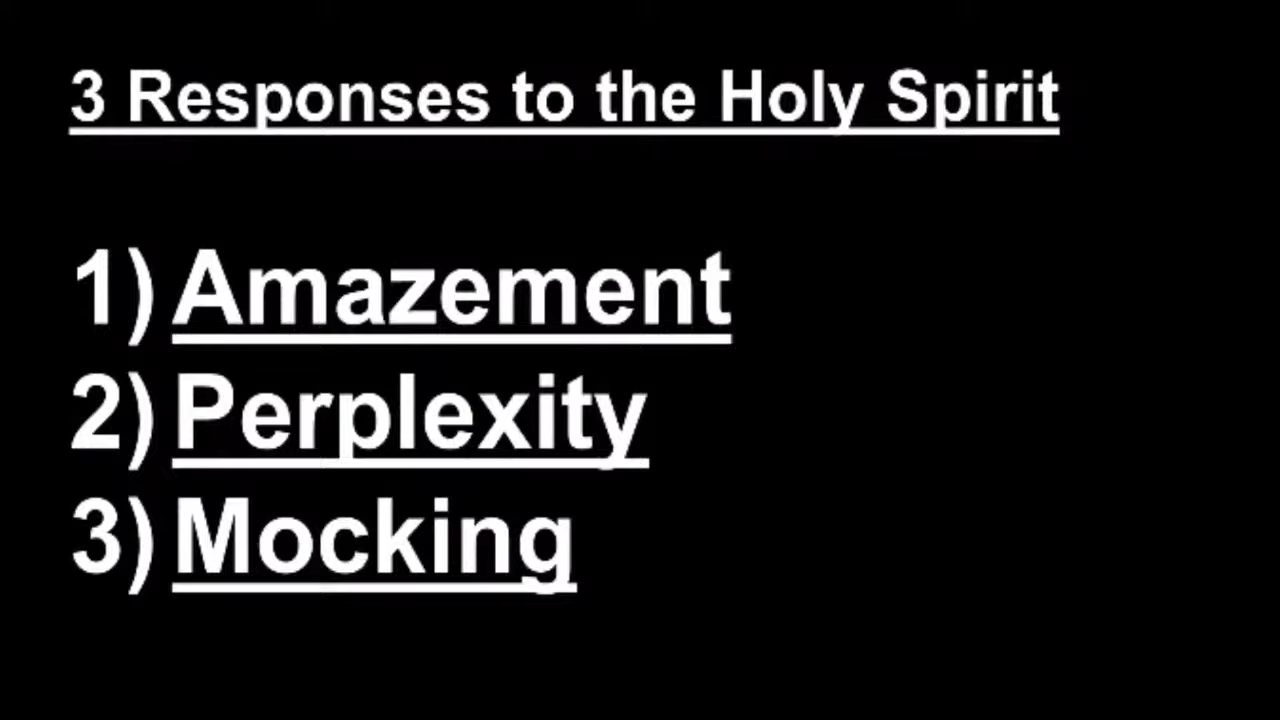 3 Responses to the Holy Spirit
1) Amazement
2) Perplexity
3) Mocking